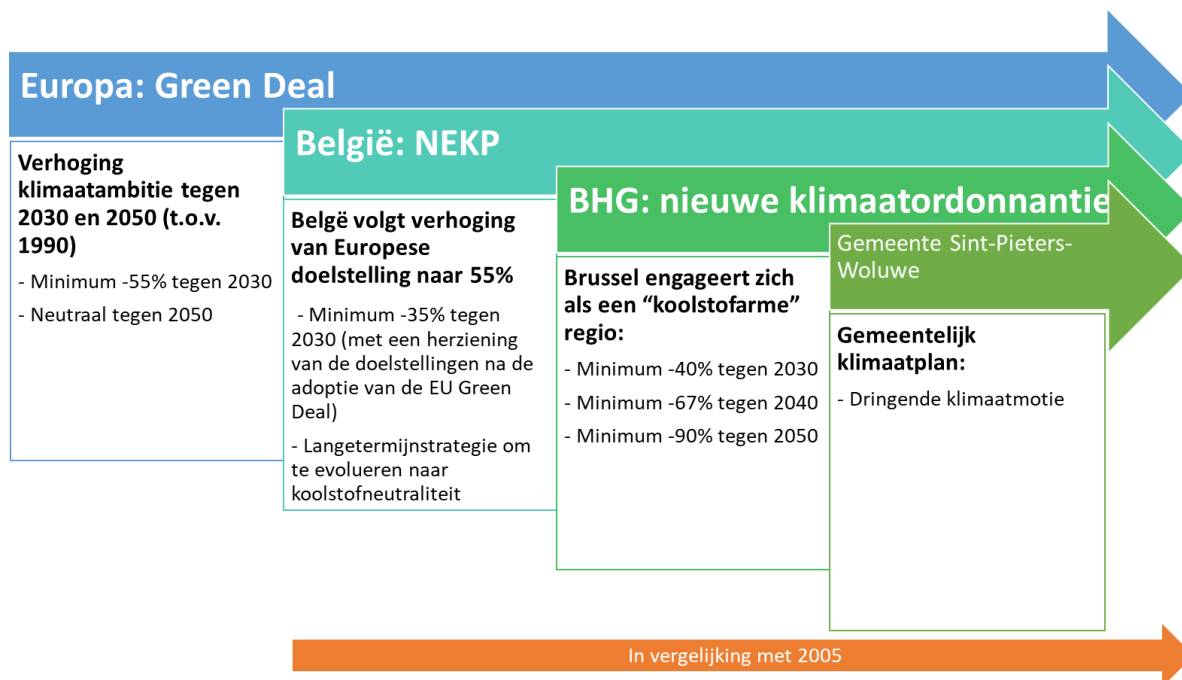 Europa: Green Deal
Verhoging
klimaatambitie tegen
2030 en 2050 (t.o.v.
1990)
- Minimum -55% tegen 2030
- Neutraal tegen 2050
België: NEKP
Belgë volgt verhoging
van Europese
doelstelling naar 55%
- Minimum -35% tegen
2030 (met een herziening
van de doelstellingen na de
adoptie van de EU Green
Deal)
- Langetermijnstrategie om
te evolueren naar
koolstofneutraliteit
BHG: nieuwe klimaatordonnantie
Brussel engageert zich
als een “koolstofarme”
regio:
- Minimum -40% tegen 2030
- Minimum -67% tegen 2040
- Minimum -90% tegen 2050
Gemeente Sint-Pieters-
Woluwe
Gemeentelijk
klimaatplan:
- Dringende klimaatmotie
In vergelijking met 2005